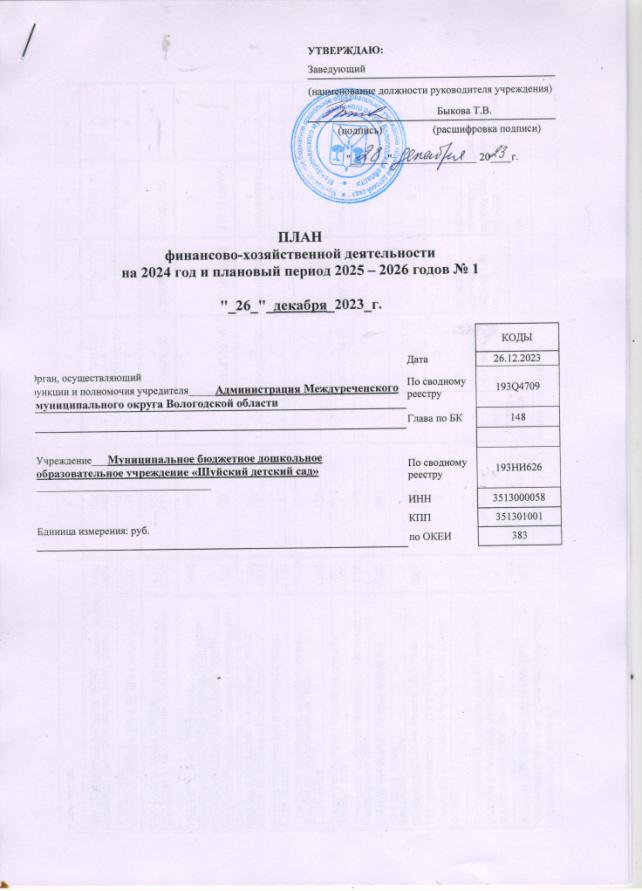 УТВЕРЖДАЮ:
Заведующий
(наименование должности руководителя учреждения)
Быкова Т.В.
(подпись) (расшифровка подписи)
"28" декабря 2023 г.
ПЛАН
финансово-хозяйственной деятельности
на 2024 год и плановый период 2025 – 2026 годов № 1
"_26_"_декабря_2023_г.
КОДЫ
Дата 26.12.2023
Орган, осуществляющий
функции и полномочия учредителя Администрация Междуреченского
муниципального округа Вологодской области
По сводному
реестру
193Q4709
Глава по БК 148
Учреждение Муниципальное бюджетное дошкольное
образовательное учреждение «Шуйский детский сад»
По сводному
реестру
193НИ626
ИНН 3513000058
КПП 351301001
Единица измерения: руб.
по ОКЕИ 383